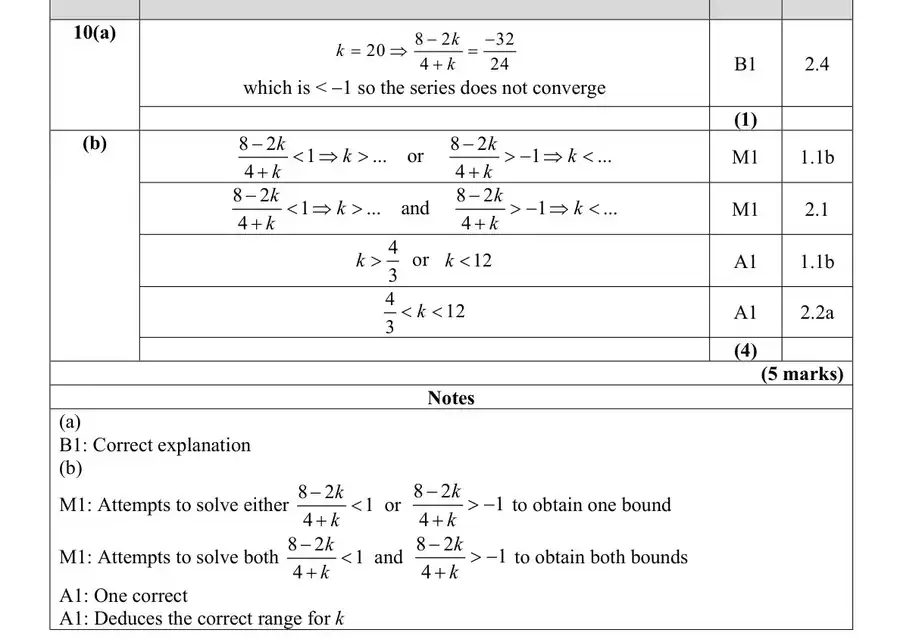 10(a)
k = 20 ⇒ (8 − 2k)/(4 + k) = −32/24
which is < −1 so the series does not converge
B1 2.4
(1)
(b) (8 − 2k)/(4 + k) < 1 ⇒ k > ... or (8 − 2k)/(4 + k) > −1 ⇒ k < ... M1 1.1b
(8 − 2k)/(4 + k) < 1 ⇒ k > ... and (8 − 2k)/(4 + k) > −1 ⇒ k < ... M1 2.1
k > 4/3 or k < 12 A1 1.1b
4/3 < k < 12 A1 2.2a
(4)
(5 marks)
Notes
(a)
B1: Correct explanation
(b)
M1: Attempts to solve either (8 − 2k)/(4 + k) < 1 or (8 − 2k)/(4 + k) > −1 to obtain one bound
M1: Attempts to solve both (8 − 2k)/(4 + k) < 1 and (8 − 2k)/(4 + k) > −1 to obtain both bounds
A1: One correct
A1: Deduces the correct range for k